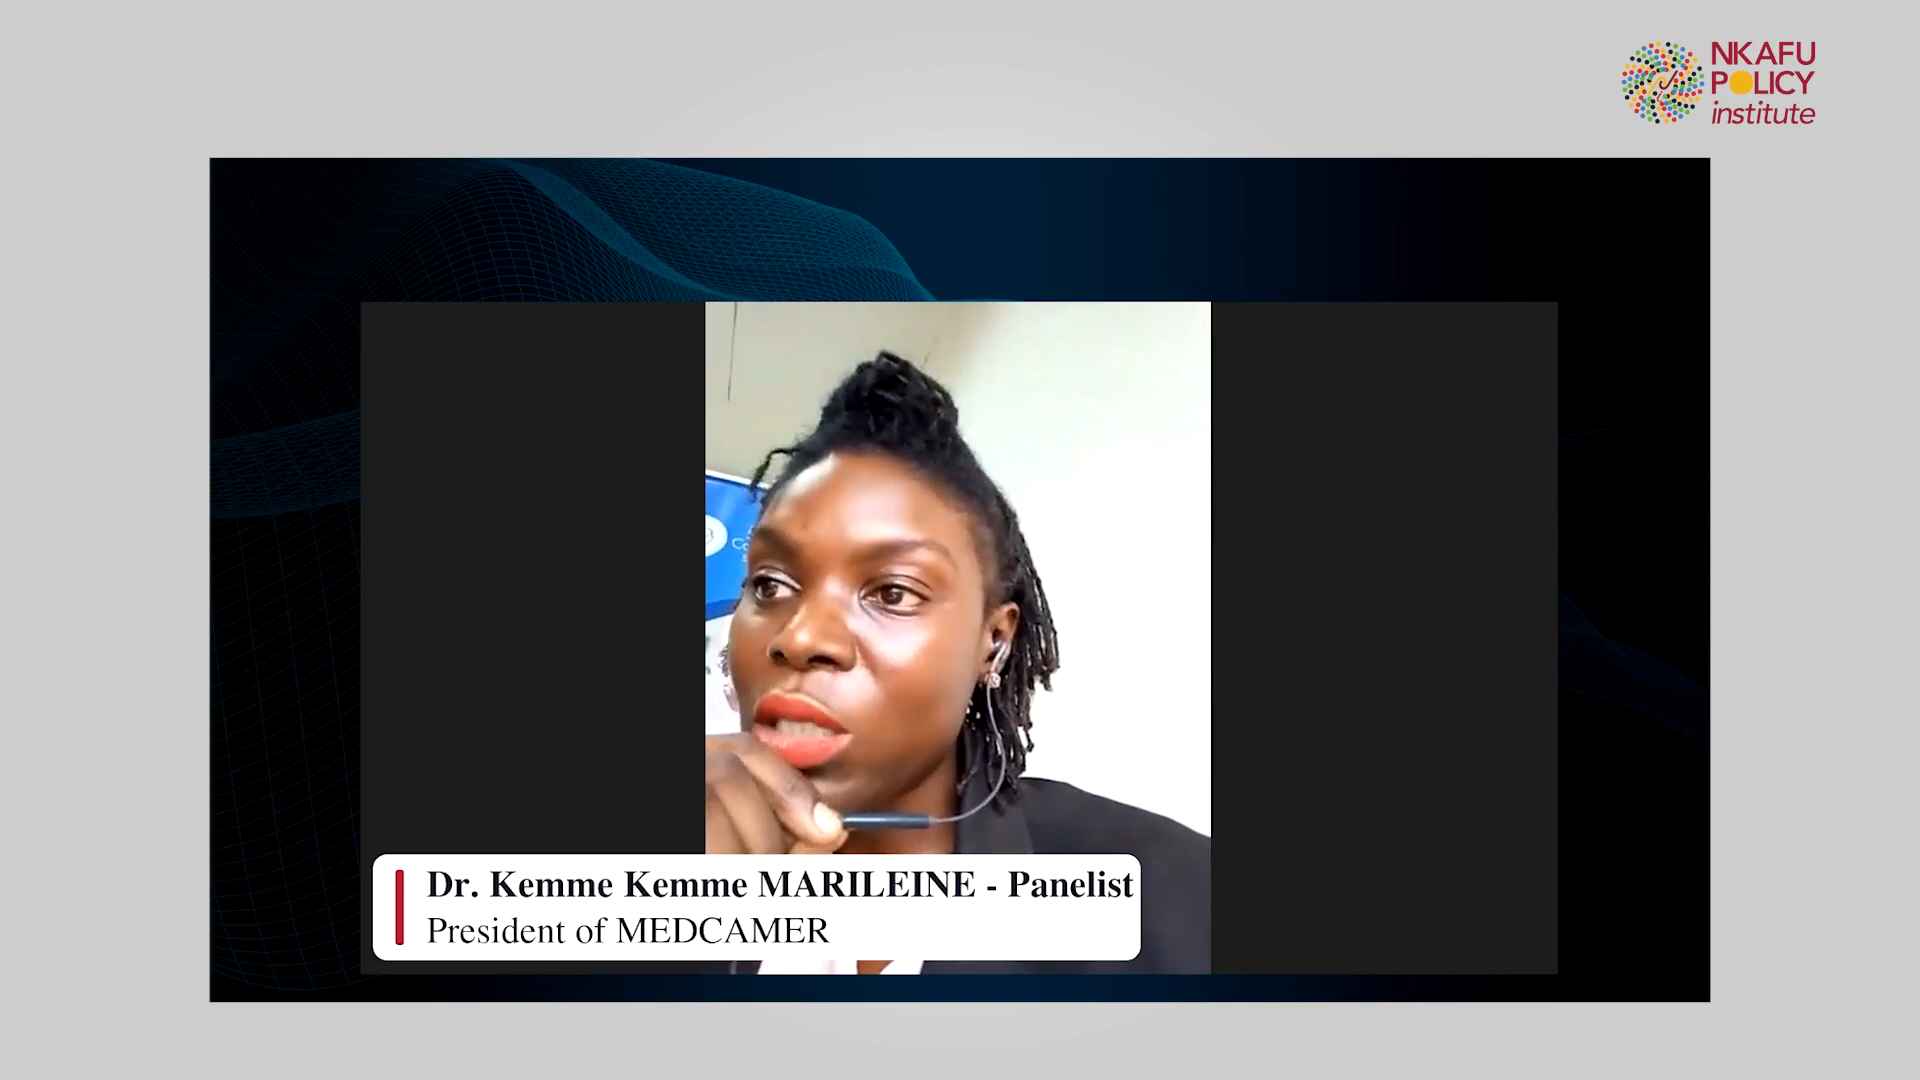 NKAFU
POLICY
institute
Dr. Kemme Kemme MARILEINE - Panelist
President of MEDCAMER